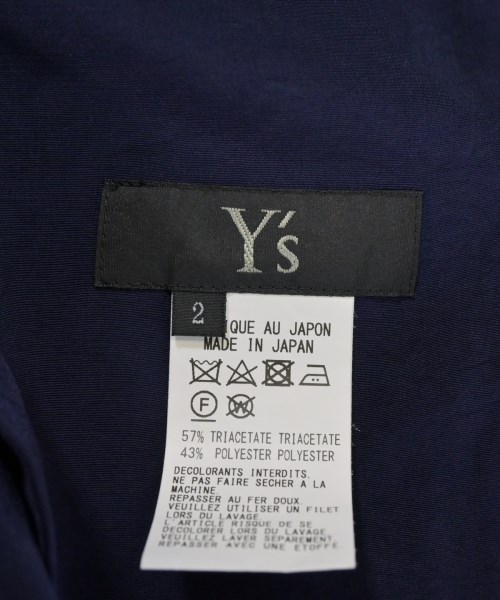 Y's
2
IQUE AU JAPON
MADE IN JAPAN
F W
57% TRIACETATE TRIACETATE
43% POLYESTER POLYESTER
DECOLORANTS INTERDITS.
NE PAS FAIRE SECHER A LA
MACHINE.
REPASSER AU FER DOUX.
VEUILLEZ UTILISER UN FILET
LORS DU LAVAGE.
L'ARTICLE RISQUE DE SE
DECOLORER LORS DU LAVAGE.
VEUILLEZ LAVER SEPAREMENT.
REPASSER AVEC UNE ETOFFE.